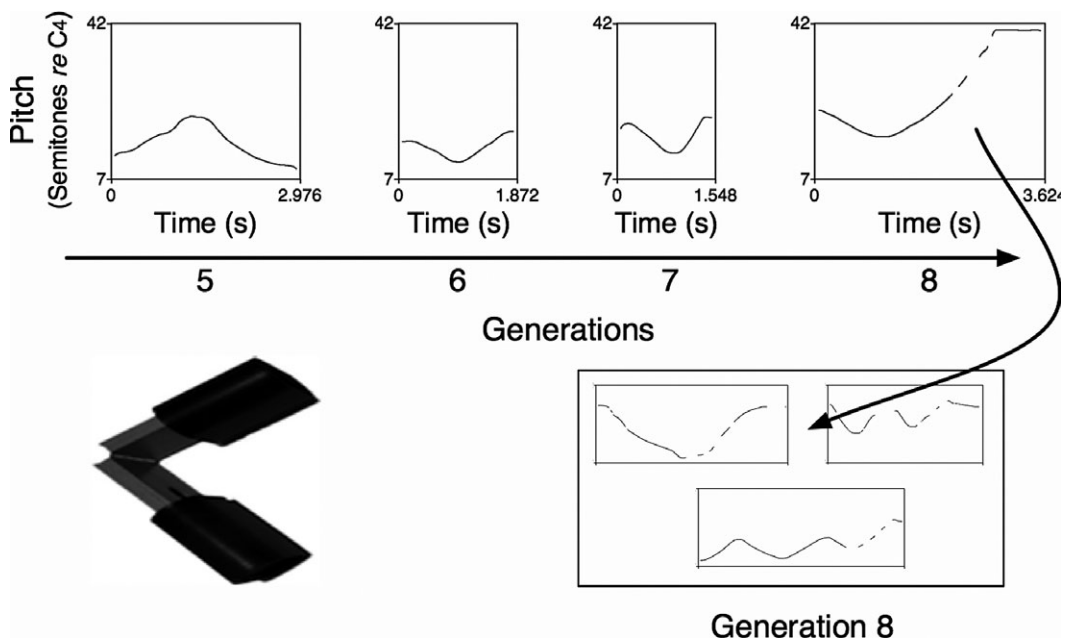 Pitch
(Semitones re C4)
42
7
0
2.976
Time (s)
42
7
0
1.872
Time (s)
42
7
0
1.548
Time (s)
42
7
0
3.624
Time (s)
5
6
7
8
Generations
Generation 8